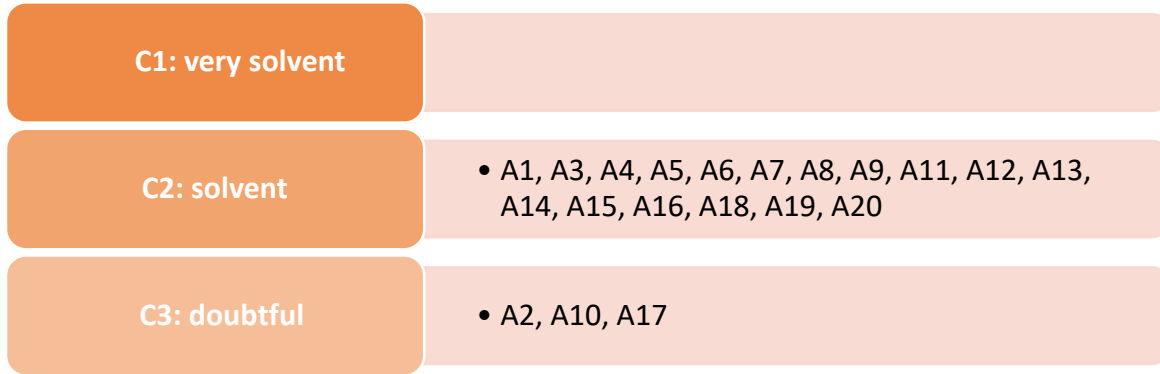 C1: very solvent
C2: solvent
• A1, A3, A4, A5, A6, A7, A8, A9, A11, A12, A13,
A14, A15, A16, A18, A19, A20
C3: doubtful
• A2, A10, A17